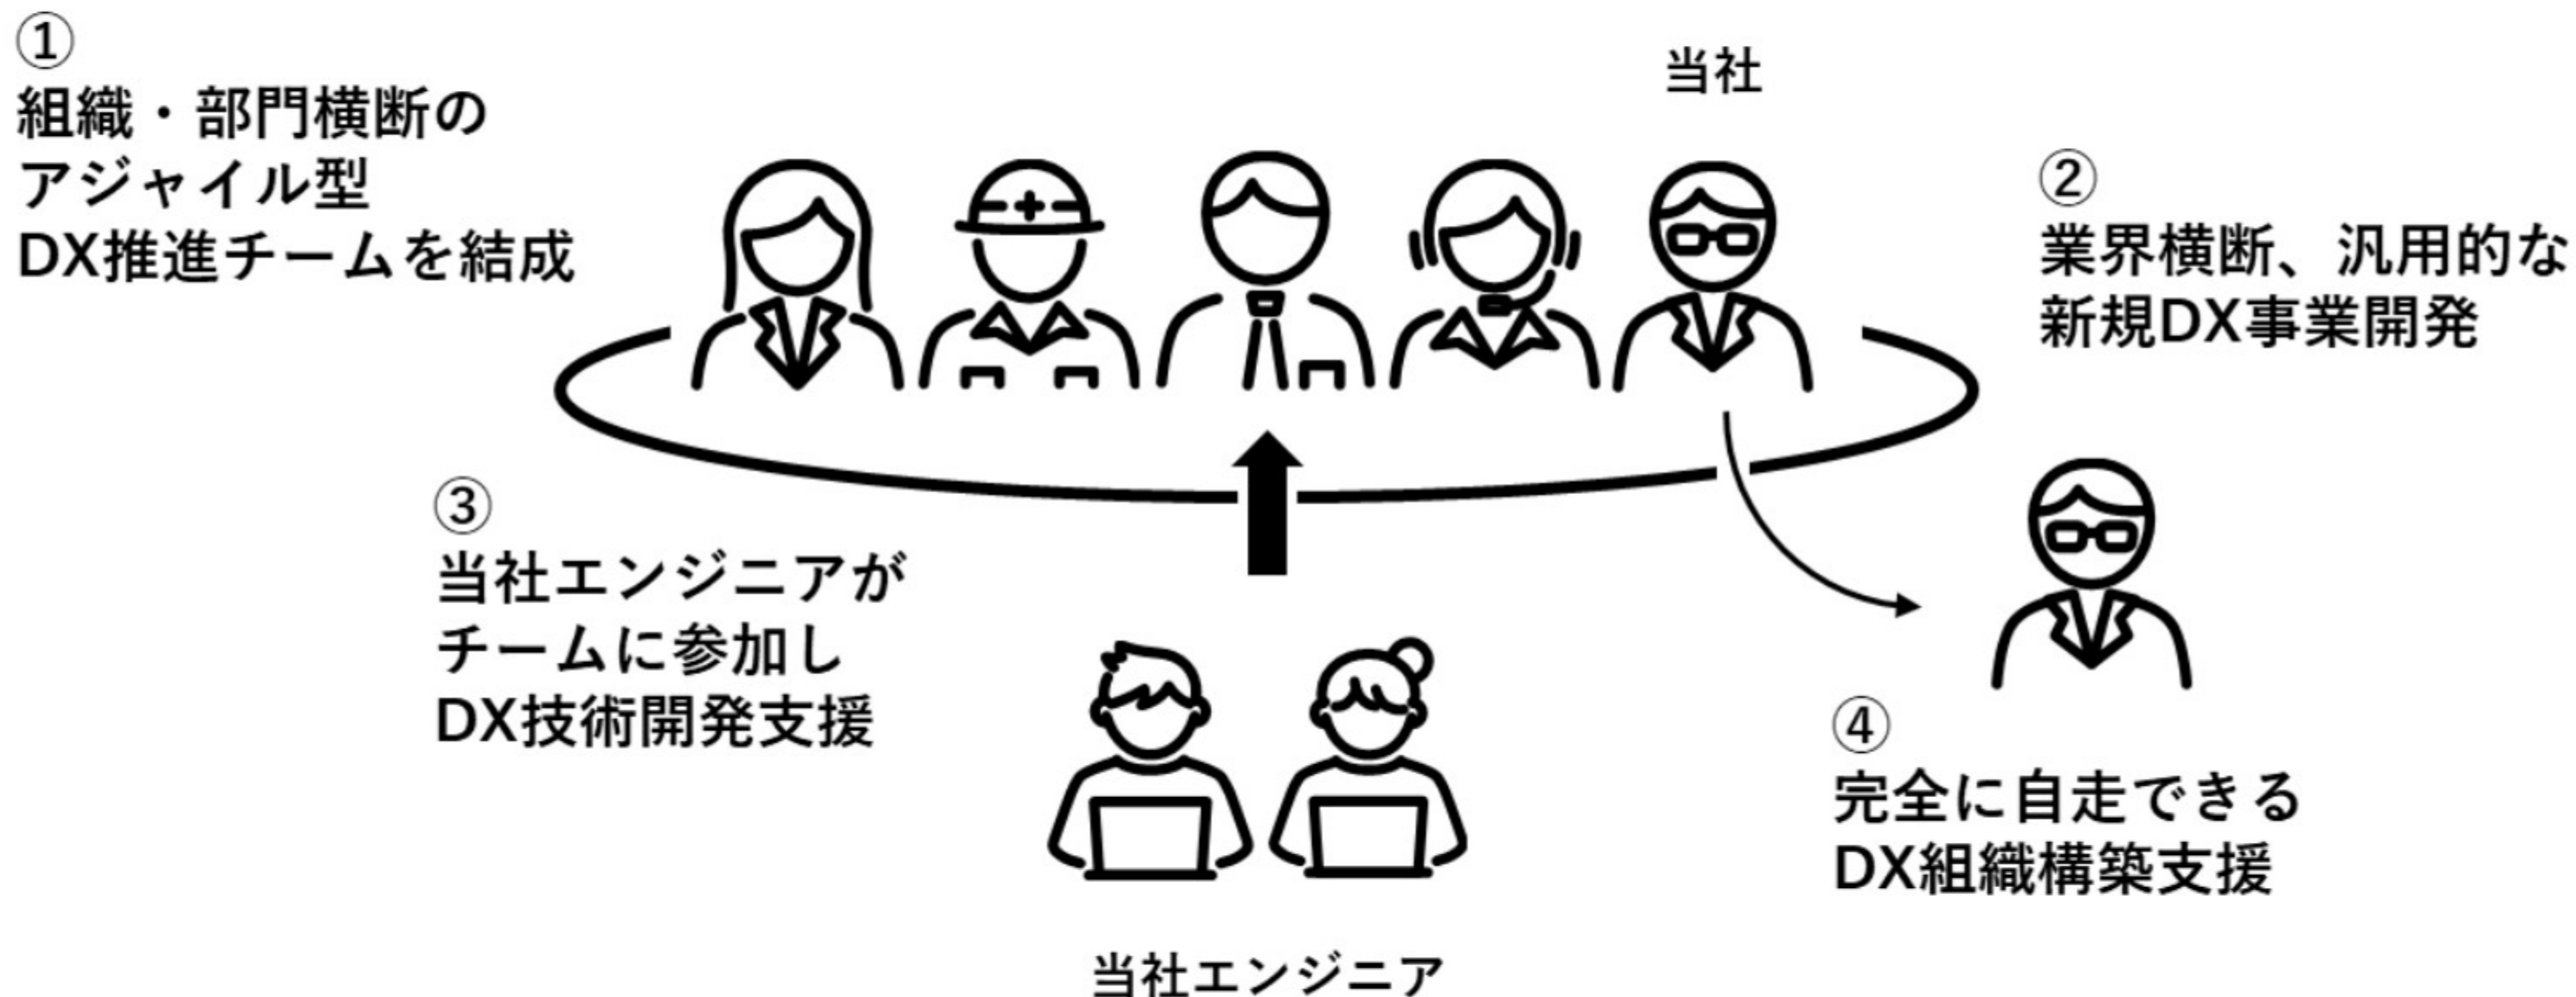 ①
組織・部門横断の
アジャイル型
DX推進チームを結成
当社
②
業界横断、汎用的な
新規DX事業開発
③
当社エンジニアが
チームに参加し
DX技術開発支援
④
完全に自走できる
DX組織構築支援
当社エンジニア